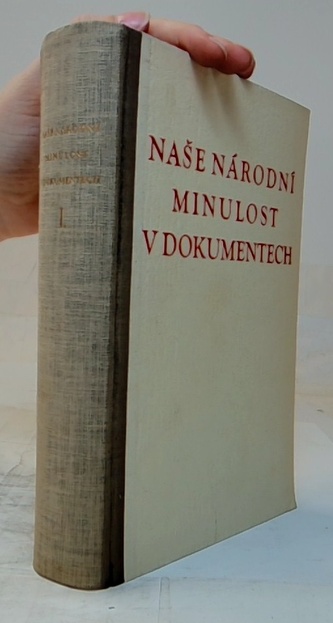 NAŠE NÁRODNÍ
MINULOST
V DOKUMENTECH
NAŠE NÁRODNÍ
MINULOST
V DOKUMENTECH
I.